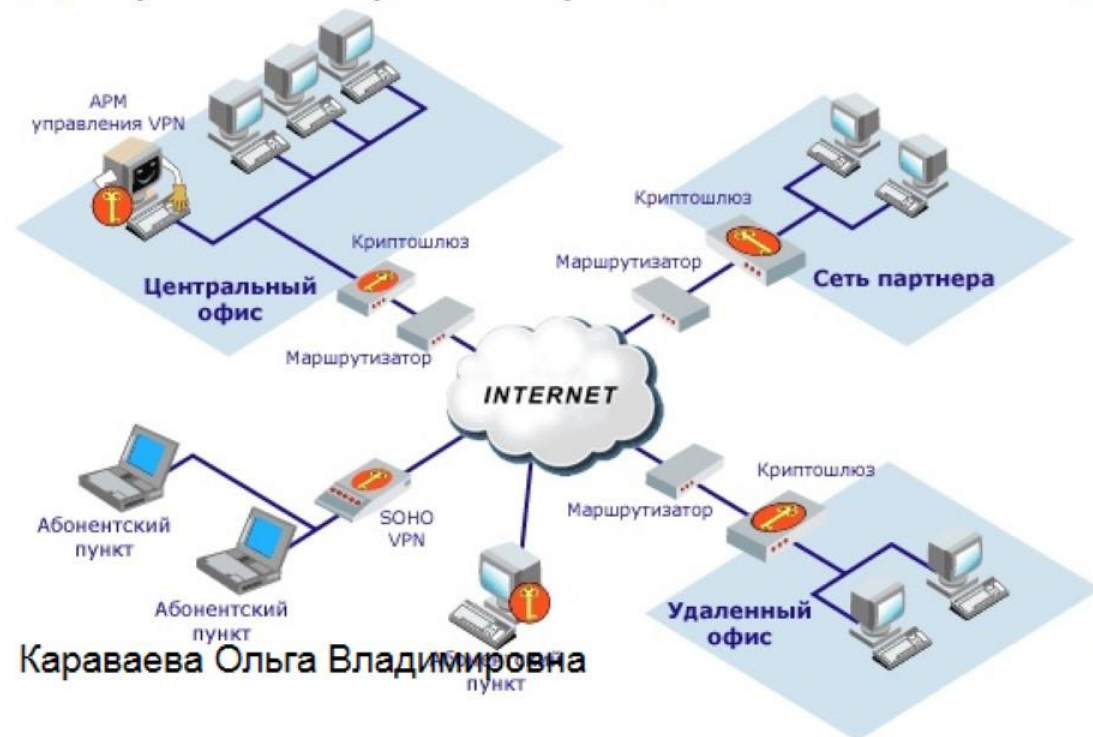 АРМ
управления VPN
Криптошлюз
Центральный
офис
Маршрутизатор
Криптошлюз
Маршрутизатор
Сеть партнера
INTERNET
Абонентский
пункт
SOHO
VPN
Абонентский
пункт
Маршрутизатор
Криптошлюз
Удаленный
офис
Караваева Ольга Владимировна
Абонентский
пункт